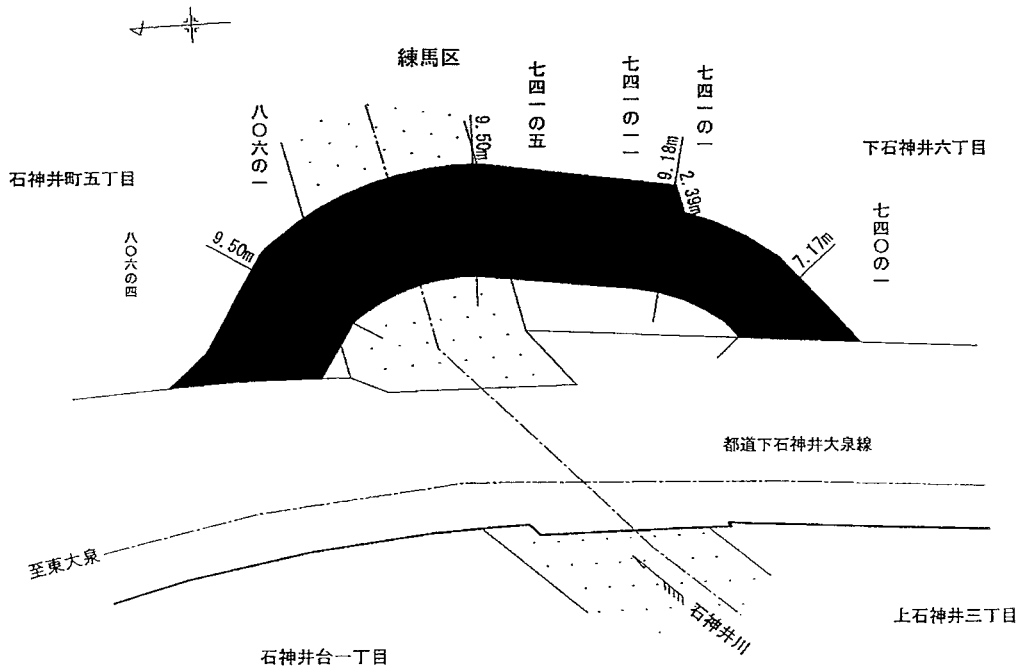 練馬区
八〇六の一
七四一の五
七四一の一一
七四一の一
下石神井六丁目
石神井町五丁目
9.50m
9.18m
2.39m
八〇六の四
9.50m
7.17m
七四〇の一
都道下石神井大泉線
至東大泉
石神井川
上石神井三丁目
石神井台一丁目